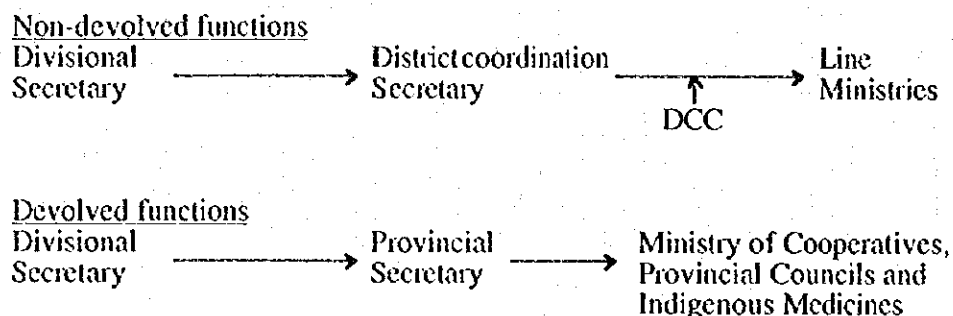 Non-devolved functions
Divisional Secretary
District coordination Secretary
Line Ministries
DCC
Devolved functions
Divisional Secretary
Provincial Secretary
Ministry of Cooperatives,
Provincial Councils and
Indigenous Medicines